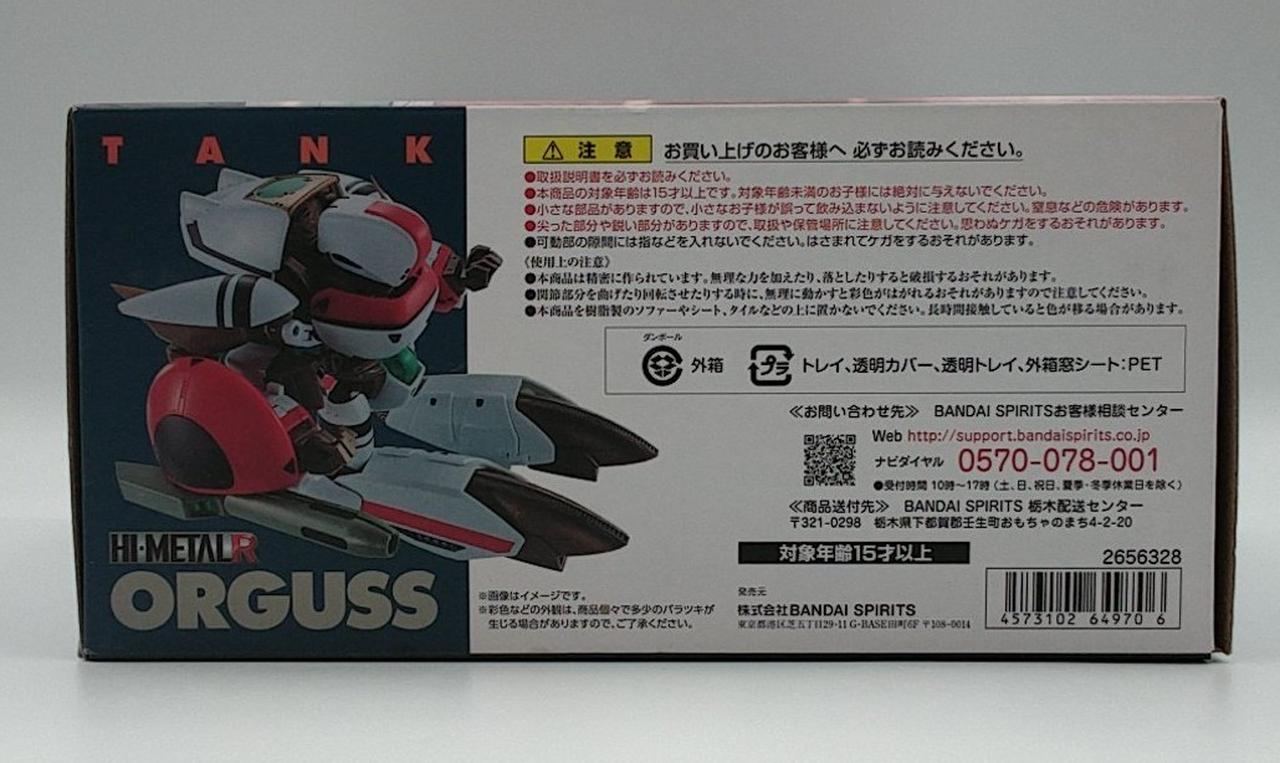 TANK
HI-METAL R
ORGUSS
⚠ 注意 お買い上げのお客様へ 必ずお読みください。
●取扱説明書を必ずお読みください。
●本商品の対象年齢は15才以上です。対象年齢未満のお子様には絶対に与えないでください。
●小さな部品がありますので、小さなお子様が誤って飲み込まないように注意してください。窒息などの危険があります。
●尖った部分や鋭い部分がありますので、取扱や保管場所に注意してください。思わぬケガをするおそれがあります。
●可動部の隙間には指などを入れないでください。はさまれてケガをするおそれがあります。
《使用上の注意》
●本商品は精密に作られています。無理な力を加えたり、落としたりすると破損するおそれがあります。
●関節部分を曲げたり回転させたりする時に、無理に動かすと彩色がはがれるおそれがありますので注意してください。
●本商品を樹脂製のソファーやシート、タイルなどの上に置かないでください。長時間接触していると色が移る場合があります。
ダンボール
外箱 プラ トレイ、透明カバー、透明トレイ、外箱窓シート:PET
≪お問い合わせ先≫ BANDAI SPIRITSお客様相談センター
Web http://support.bandaispirits.co.jp
ナビダイヤル 0570-078-001
●受付時間 10時〜17時(土、日、祝日、夏季・冬季休業日を除く)
≪商品送付先≫ BANDAI SPIRITS 栃木配送センター
〒321-0298 栃木県下都賀郡壬生町おもちゃのまち4-2-20
対象年齢15才以上
2656328
4573102 64970 6
発売元
株式会社BANDAI SPIRITS
東京都港区芝五丁目29-11 G-BASE田町6F 〒108-0014
※画像はイメージです。
※彩色などの外観は、商品個々で多少のバラツキが
生じる場合がありますので、ご了承ください。